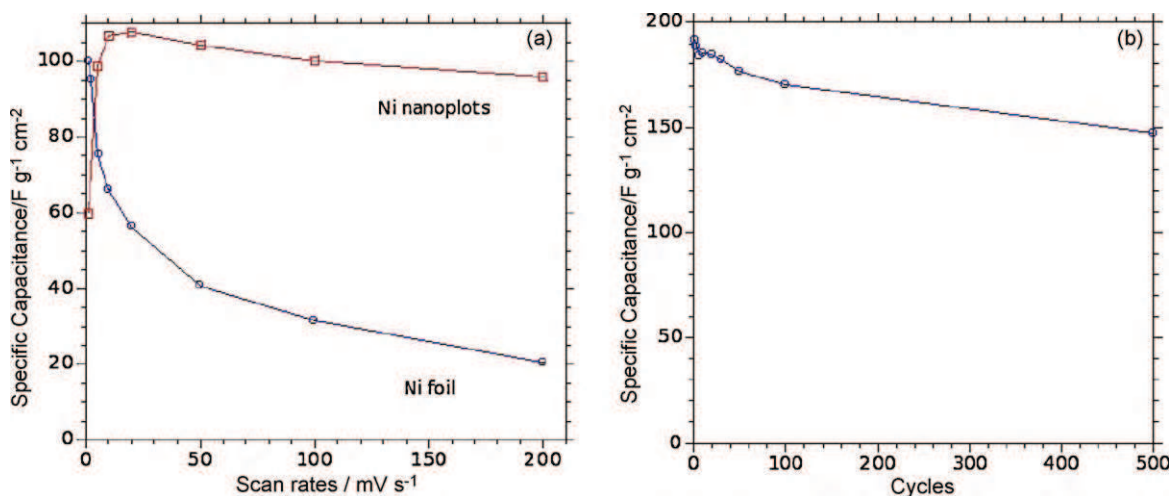 (a)
Specific Capacitance/F g⁻¹ cm⁻²
100
80
60
40
20
0
Ni nanoplots
Ni foil
0 50 100 150 200
Scan rates / mV s⁻¹
(b)
Specific Capacitance/F g⁻¹ cm⁻²
200
150
100
50
0
0 100 200 300 400 500
Cycles